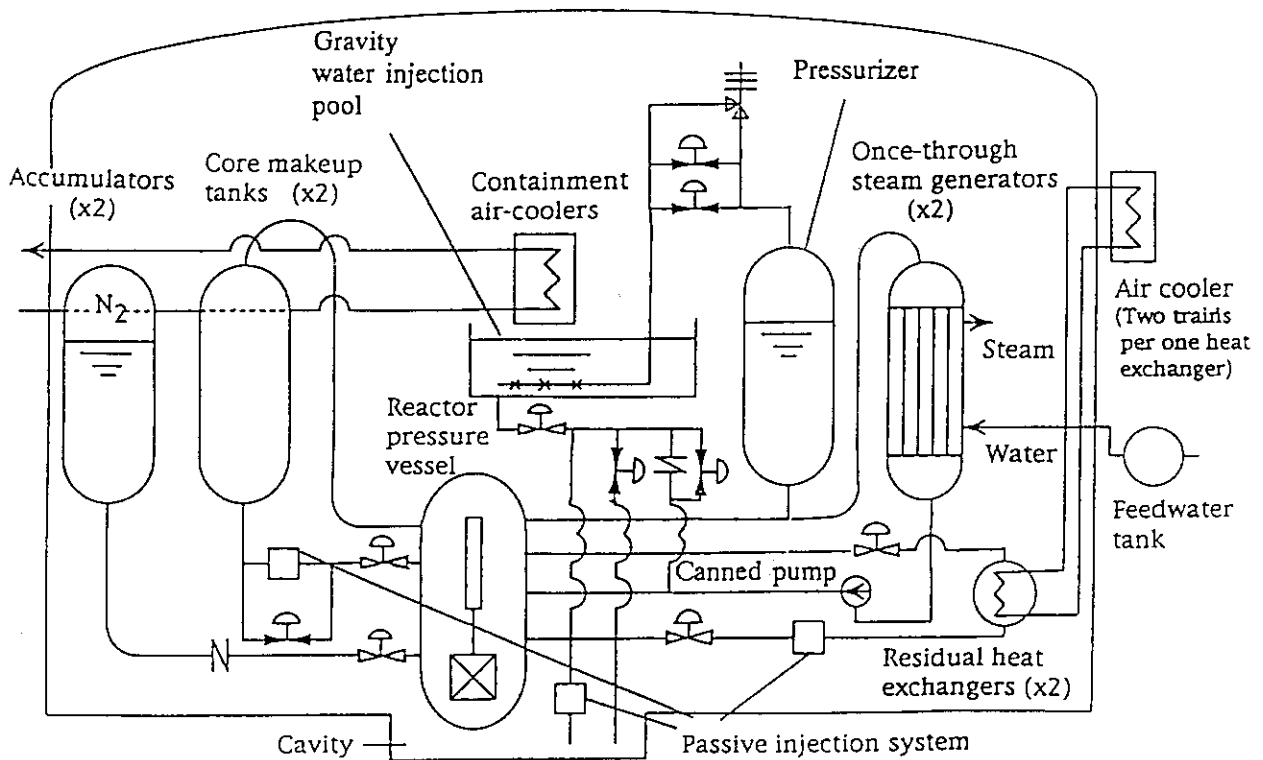 Gravity
water injection
pool
Pressurizer
Accumulators
(x2)
Core makeup
tanks (x2)
Containment
air-coolers
Once-through
steam generators
(x2)
N2
Air cooler
(Two trains
per one heat
exchanger)
Steam
Reactor
pressure
vessel
Water
Feedwater
tank
Canned pump
Residual heat
exchangers (x2)
Cavity
Passive injection system